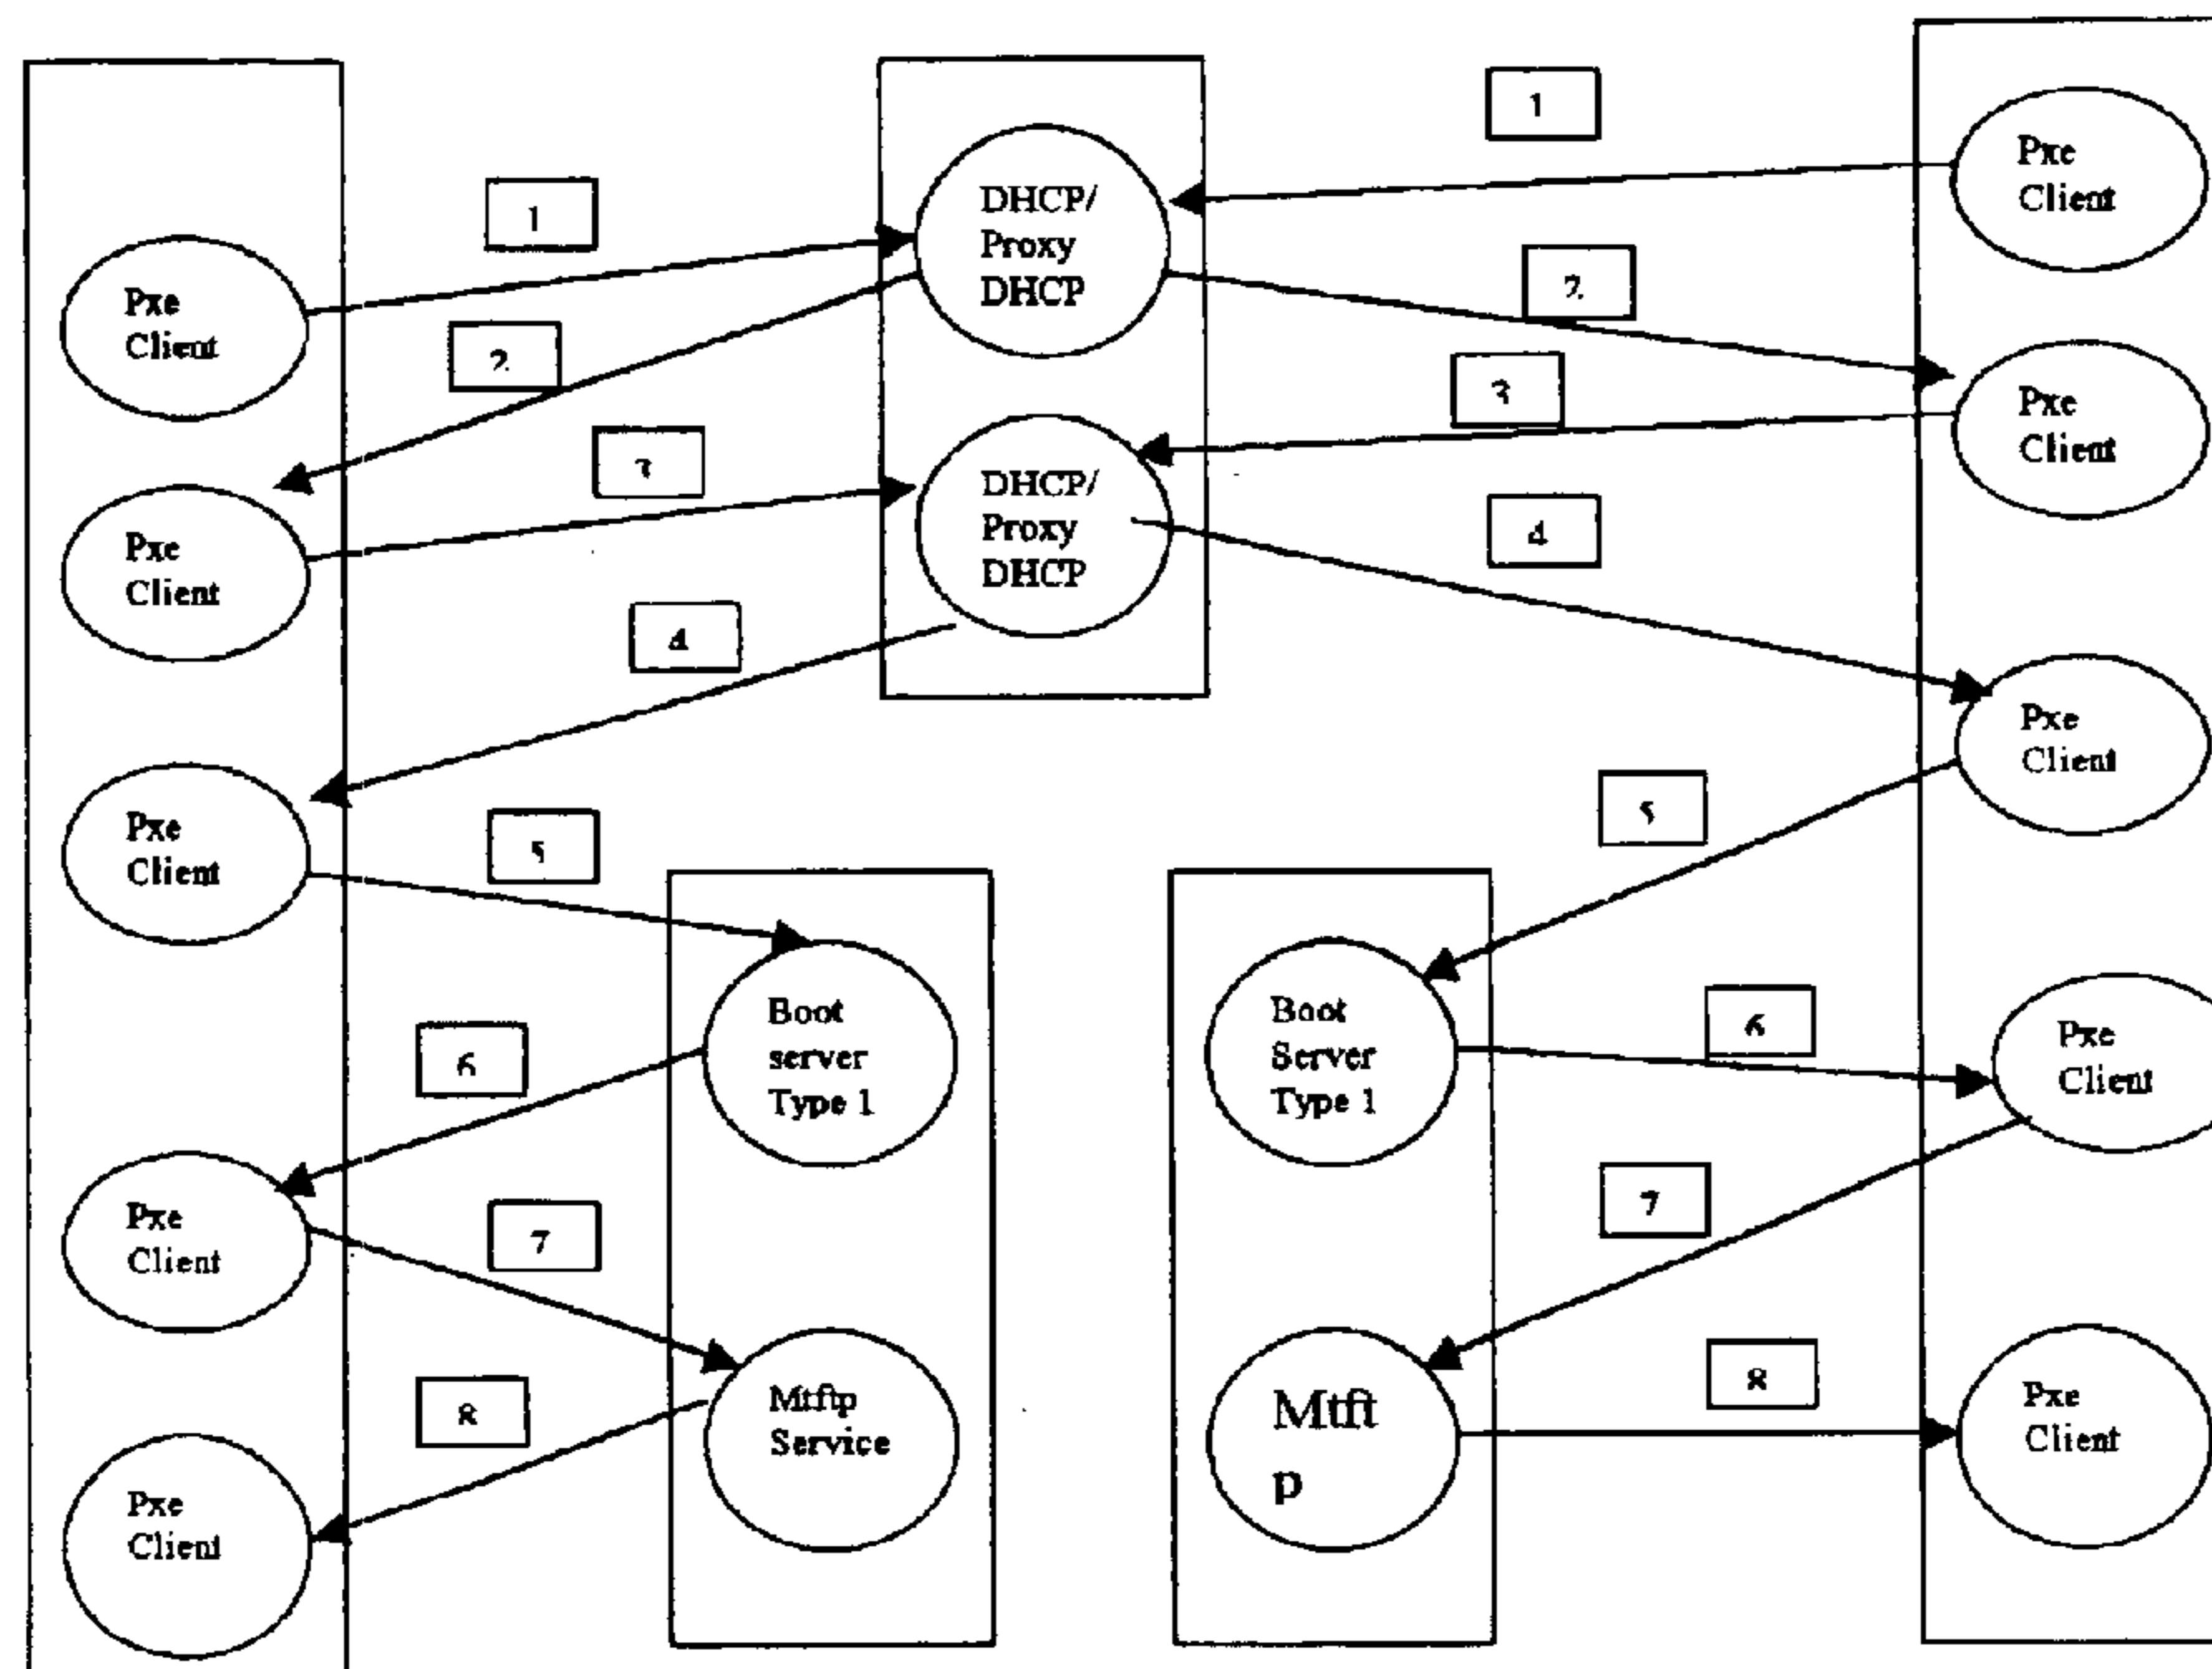 1
Pxe
Client
DHCP/
Proxy
DHCP
1
2
Pxe
Client
2
3
Pxe
Client
3
DHCP/
Proxy
DHCP
4
Pxe
Client
4
Pxe
Client
5
Pxe
Client
5
Boot
server
Type 1
Boot
Server
Type 1
6
Pxe
Client
6
7
Pxe
Client
7
8
Mtftp
Service
Mtft
p
8
Pxe
Client
Pxe
Client